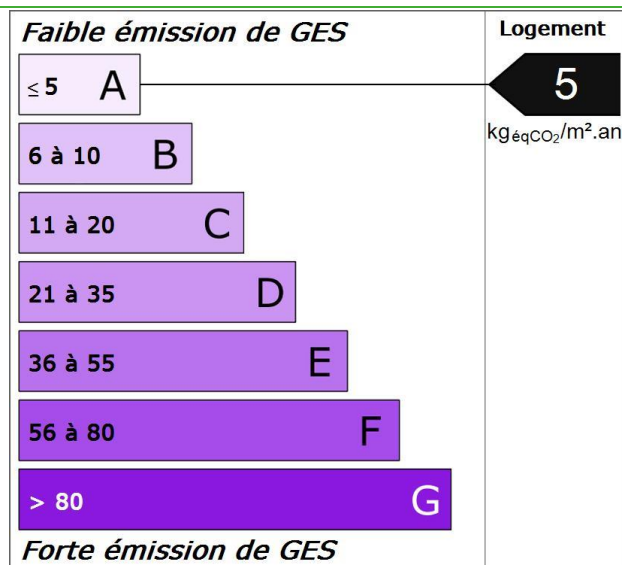 Faible émission de GES
Logement
≤ 5 A
5
kgéqCO₂/m².an
6 à 10 B
11 à 20 C
21 à 35 D
36 à 55 E
56 à 80 F
> 80 G
Forte émission de GES